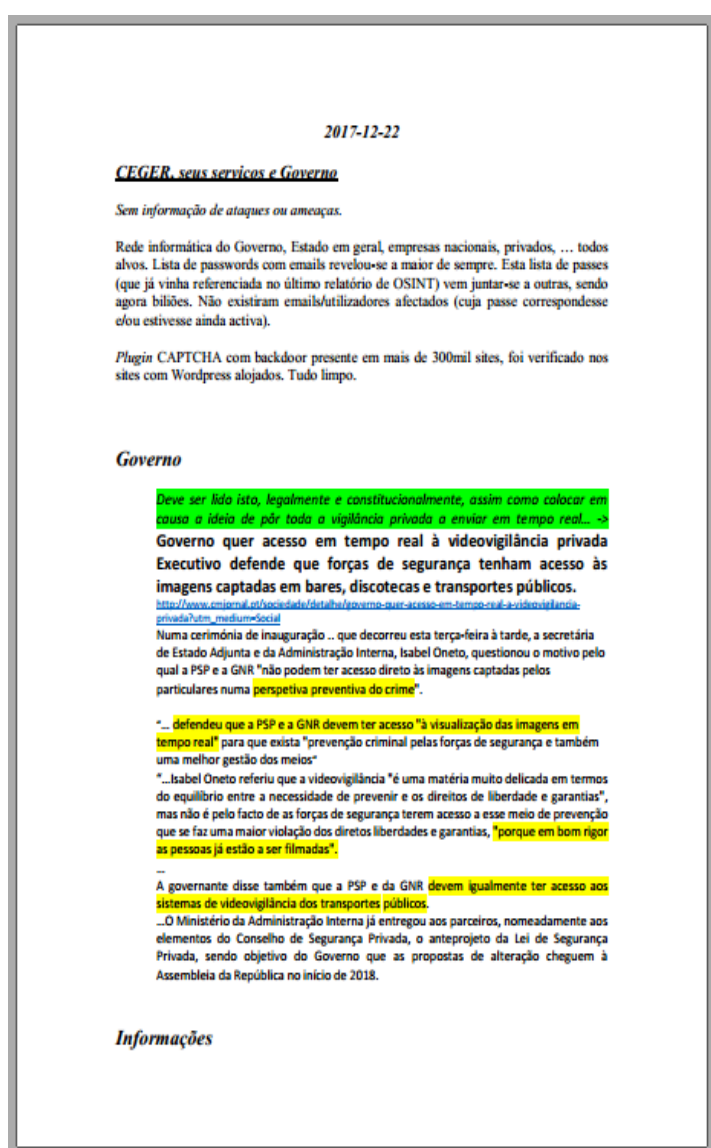 2017-12-22
CEGER, seus servicos e Governo
Sem informação de ataques ou ameaças.
Rede informática do Governo, Estado em geral, empresas nacionais, privados, … todos
alvos. Lista de passwords com emails revelou-se a maior de sempre. Esta lista de passes
(que já vinha referenciada no último relatório de OSINT) vem juntar-se a outras, sendo
agora biliões. Não existiram emails/utilizadores afectados (cuja passe correspondesse
e/ou estivesse ainda activa).
Plugin CAPTCHA com backdoor presente em mais de 300mil sites, foi verificado nos
sites com Wordpress alojados. Tudo limpo.
Governo
Deve ser lido isto, legalmente e constitucionalmente, assim como colocar em
causa a ideia de pôr toda a vigilância privada a enviar em tempo real... ->
Governo quer acesso em tempo real à videovigilância privada
Executivo defende que forças de segurança tenham acesso às
imagens captadas em bares, discotecas e transportes públicos.
http://www.cmjornal.pt/sociedade/detalhe/governo-quer-acesso-em-tempo-real-a-videovigilancia-
privada?utm_medium=Social
Numa cerimónia de inauguração .. que decorreu esta terça-feira à tarde, a secretária
de Estado Adjunta e da Administração Interna, Isabel Oneto, questionou o motivo pelo
qual a PSP e a GNR "não podem ter acesso direto às imagens captadas pelos
particulares numa perspetiva preventiva do crime".
"... defendeu que a PSP e a GNR devem ter acesso "à visualização das imagens em
tempo real" para que exista "prevenção criminal pelas forças de segurança e também
uma melhor gestão dos meios"
"...Isabel Oneto referiu que a videovigilância "é uma matéria muito delicada em termos
do equilíbrio entre a necessidade de prevenir e os direitos de liberdade e garantias",
mas não é pelo facto de as forças de segurança terem acesso a esse meio de prevenção
que se faz uma maior violação dos diretos liberdades e garantias, "porque em bom rigor
as pessoas já estão a ser filmadas".
...
A governante disse também que a PSP e da GNR devem igualmente ter acesso aos
sistemas de videovigilância dos transportes públicos.
...O Ministério da Administração Interna já entregou aos parceiros, nomeadamente aos
elementos do Conselho de Segurança Privada, o anteprojeto da Lei de Segurança
Privada, sendo objetivo do Governo que as propostas de alteração cheguem à
Assembleia da República no início de 2018.
Informações